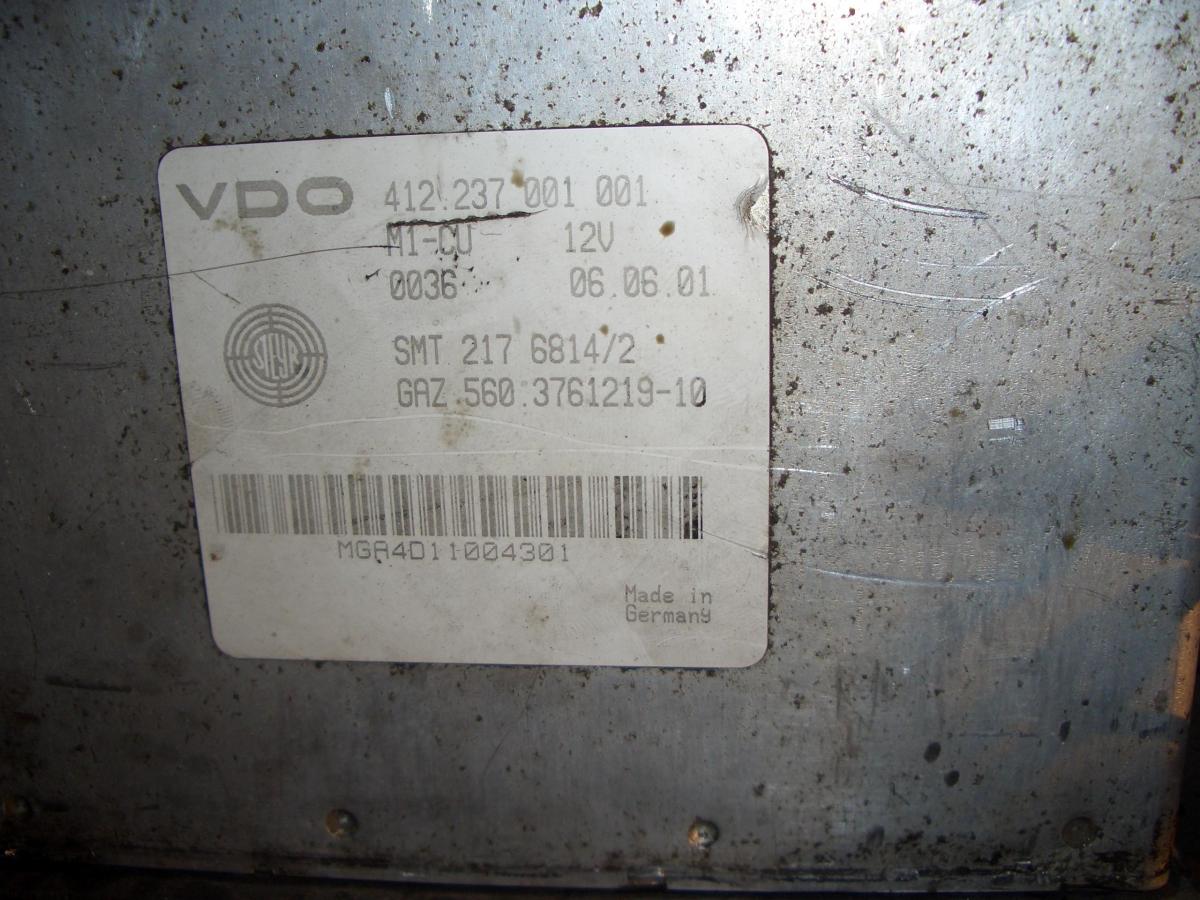 VDO 412.237 001 001
M1-CU 12V
0036 06.06.01
STEYR
SMT 217 6814/2
GAZ 560.3761219-10
MGA4D11004301
Made in
Germany